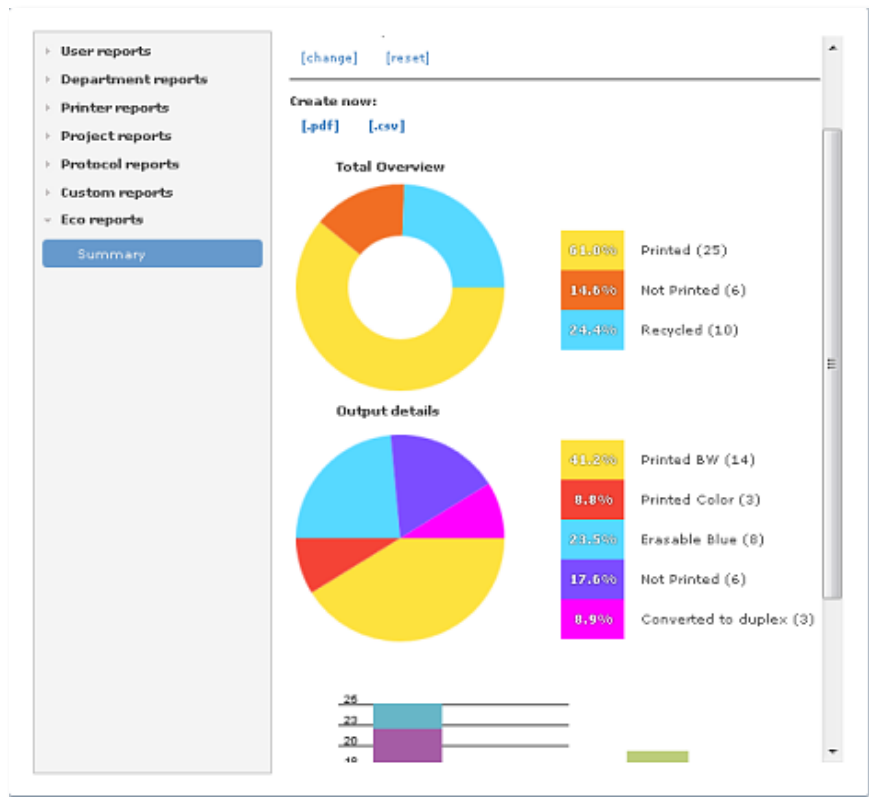 User reports
Department reports
Printer reports
Project reports
Protocol reports
Custom reports
Eco reports
Summary
[change] [reset]
Create now:
[.pdf] [.csv]
Total Overview
61.0% Printed (25)
14.6% Not Printed (6)
24.4% Recycled (10)
Output details
41.2% Printed BW (14)
8.8% Printed Color (3)
23.5% Erasable Blue (8)
17.6% Not Printed (6)
8.9% Converted to duplex (3)
23
20